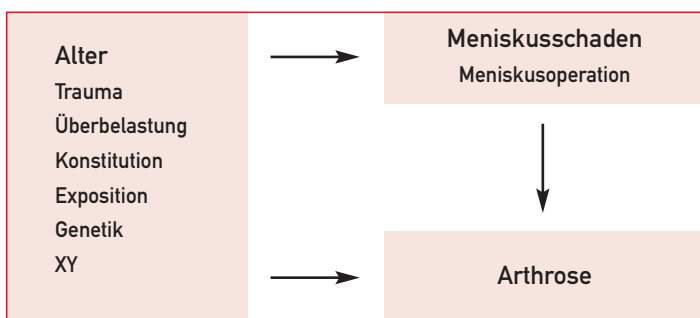 Alter
Trauma
Überbelastung
Konstitution
Exposition
Genetik
XY
Meniskusschaden
Meniskusoperation
Arthrose